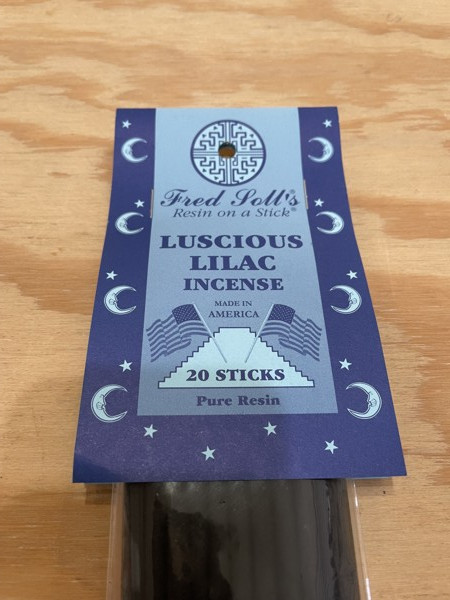 Fred Soll's®
Resin on a Stick®
LUSCIOUS
LILAC
INCENSE
MADE IN
AMERICA
20 STICKS
Pure Resin